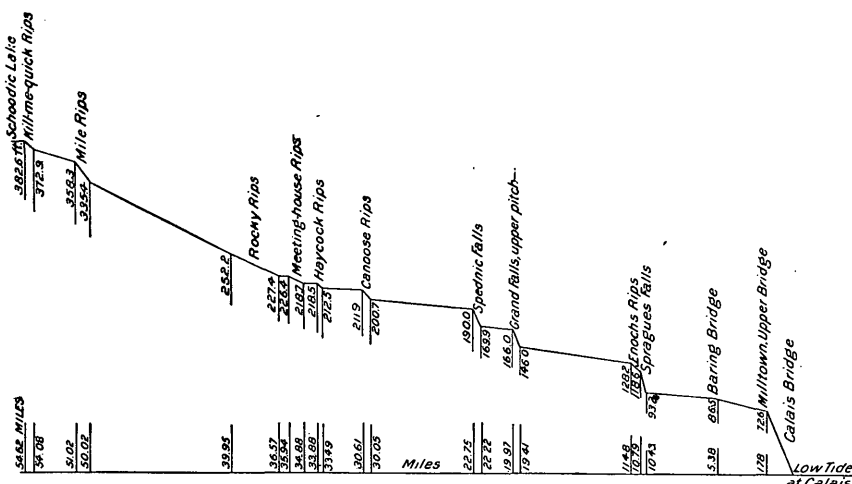 Schoodic Lake
Kill-me-quick Rips
Mile Rips
Rocky Rips
Meeting-house Rips
Haycock Rips
Canoose Rips
Spednic Falls
Grand Falls, upper pitch
Enochs Rips
Spragues Falls
Baring Bridge
Milltown, Upper Bridge
Calais Bridge
382.6 Ft.
372.9
358.3
335.4
252.2
227.4
226.4
218.7
218.5
212.5
211.9
200.7
190.0
169.9
166.0
146.0
128.2
118.6
93.2
86.5
72.6
54.62 MILES
54.08
51.02
50.02
39.95
36.57
35.94
34.88
33.88
33.49
30.61
30.05
Miles
22.75
22.22
19.97
19.41
11.48
10.79
10.43
5.38
1.78
Low Tide
at Calais